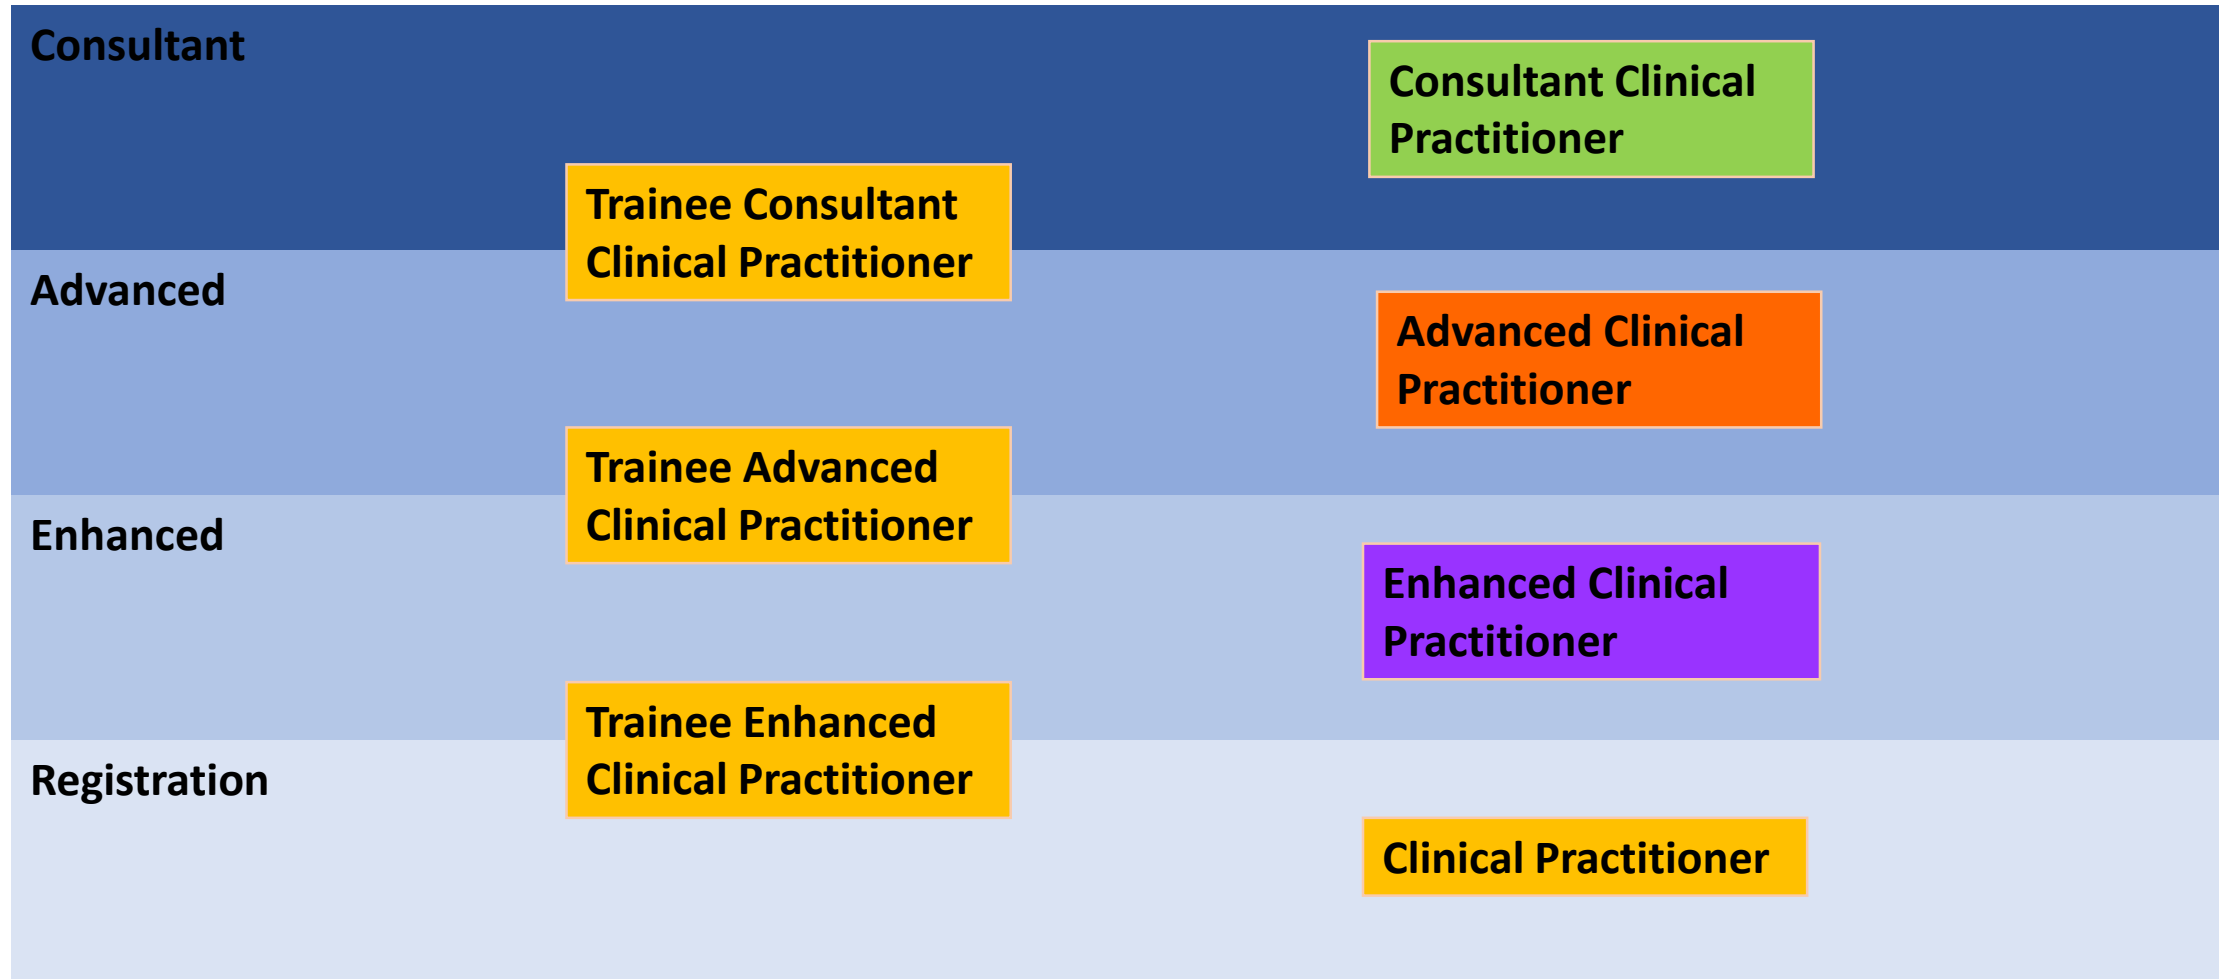 Consultant
Consultant Clinical
Practitioner
Trainee Consultant
Clinical Practitioner
Advanced
Advanced Clinical
Practitioner
Trainee Advanced
Clinical Practitioner
Enhanced
Enhanced Clinical
Practitioner
Trainee Enhanced
Clinical Practitioner
Registration
Clinical Practitioner